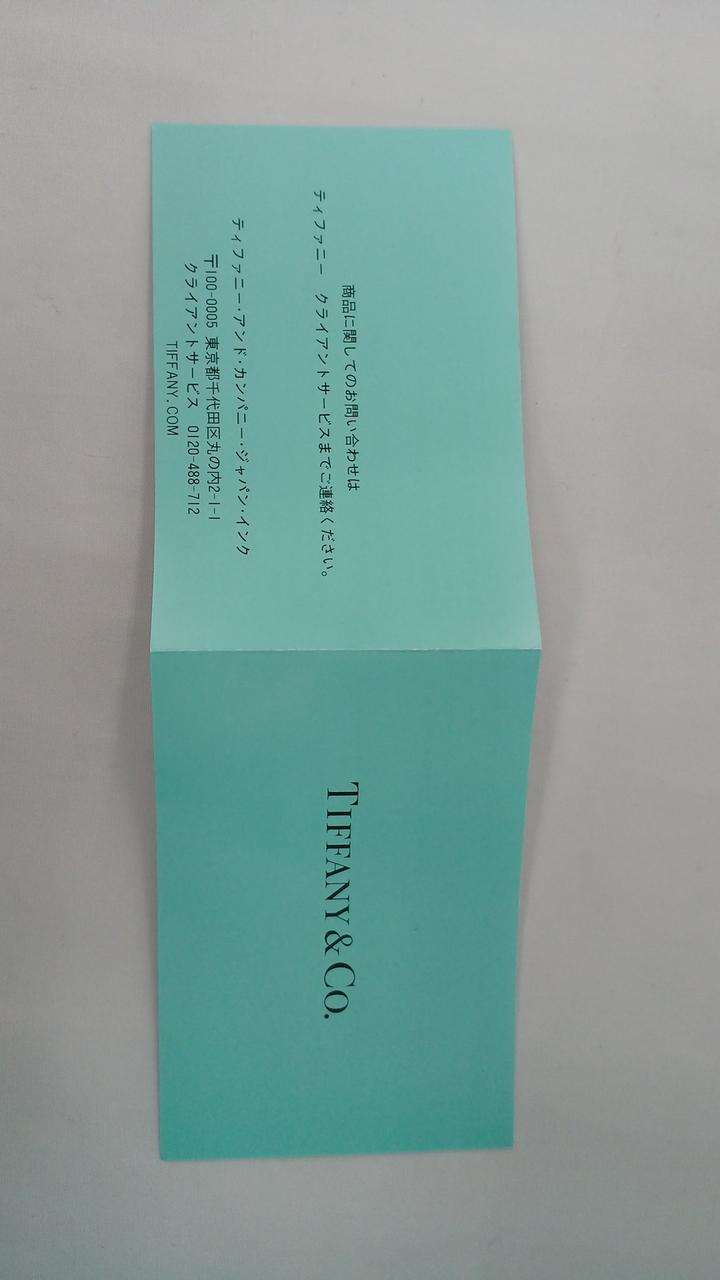 商品に関してのお問い合わせは
ティファニー クライアントサービスまでご連絡ください。
ティファニー・アンド・カンパニー・ジャパン・インク
〒100-0005 東京都千代田区丸の内2-1-1
クライアントサービス 0120-488-712
TIFFANY.COM
TIFFANY & CO.